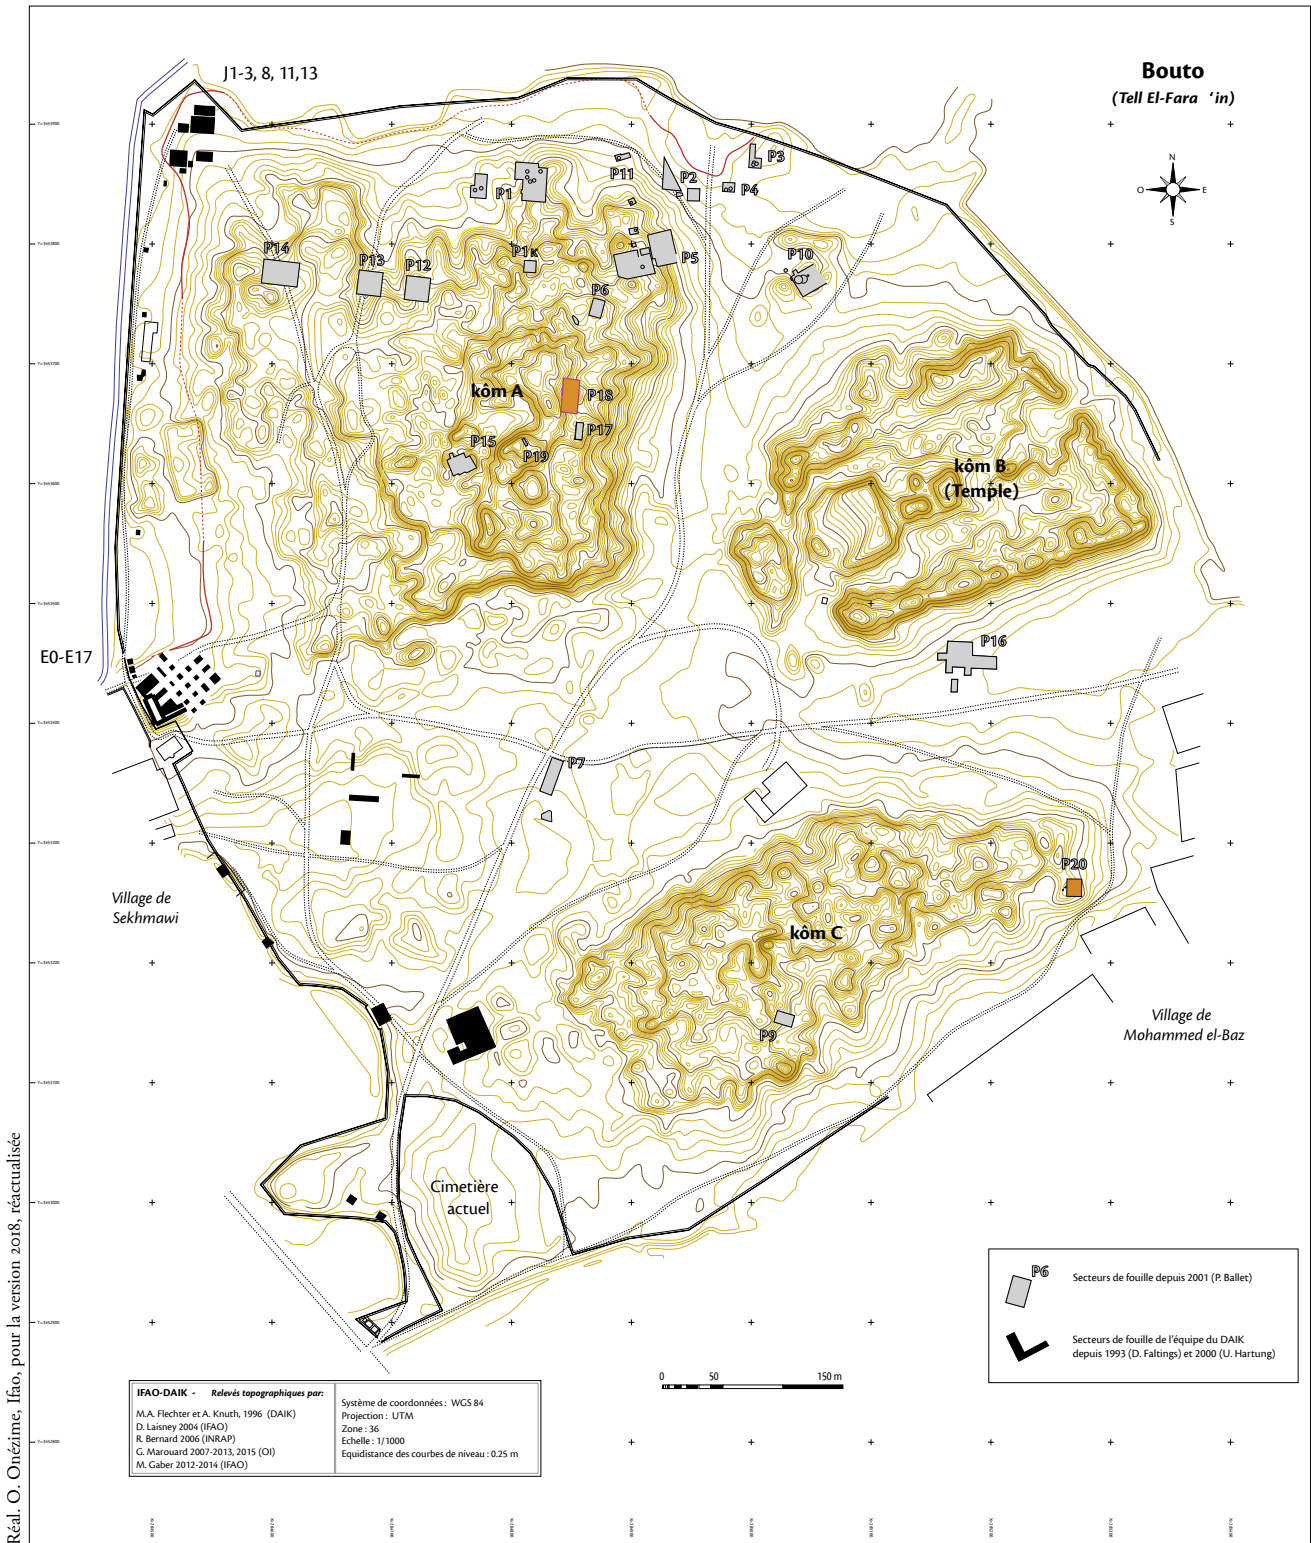 J1-3, 8, 11,13
Bouto
(Tell El-Fara ‘in)
N
O
E
S
P3
P11
P2
P4
P1
P14
P13
P12
P1K
P5
P10
P6
kôm A
P18
P17
P15
P19
kôm B
(Temple)
E0-E17
P16
P7
P20
Village de
Sekhmawi
kôm C
P9
Village de
Mohammed el-Baz
Cimetière
actuel
P6
Secteurs de fouille depuis 2001 (P. Ballet)
Secteurs de fouille de l'équipe du DAIK
depuis 1993 (D. Faltings) et 2000 (U. Hartung)
0 50 150 m
IFAO-DAIK - Relevés topographiques par:
M.A. Flechter et A. Knuth, 1996 (DAIK)
D. Laisney 2004 (IFAO)
R. Bernard 2006 (INRAP)
G. Marouard 2007-2013, 2015 (OI)
M. Gaber 2012-2014 (IFAO)
Système de coordonnées : WGS 84
Projection : UTM
Zone : 36
Echelle : 1/1000
Equidistance des courbes de niveau : 0.25 m
Réal. O. Onézime, Ifao, pour la version 2018, réactualisée